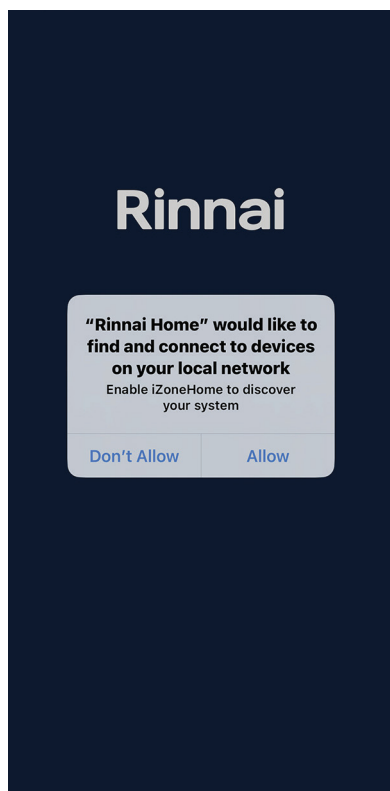 Rinnai
“Rinnai Home” would like to
find and connect to devices
on your local network
Enable iZoneHome to discover
your system
Don’t Allow
Allow